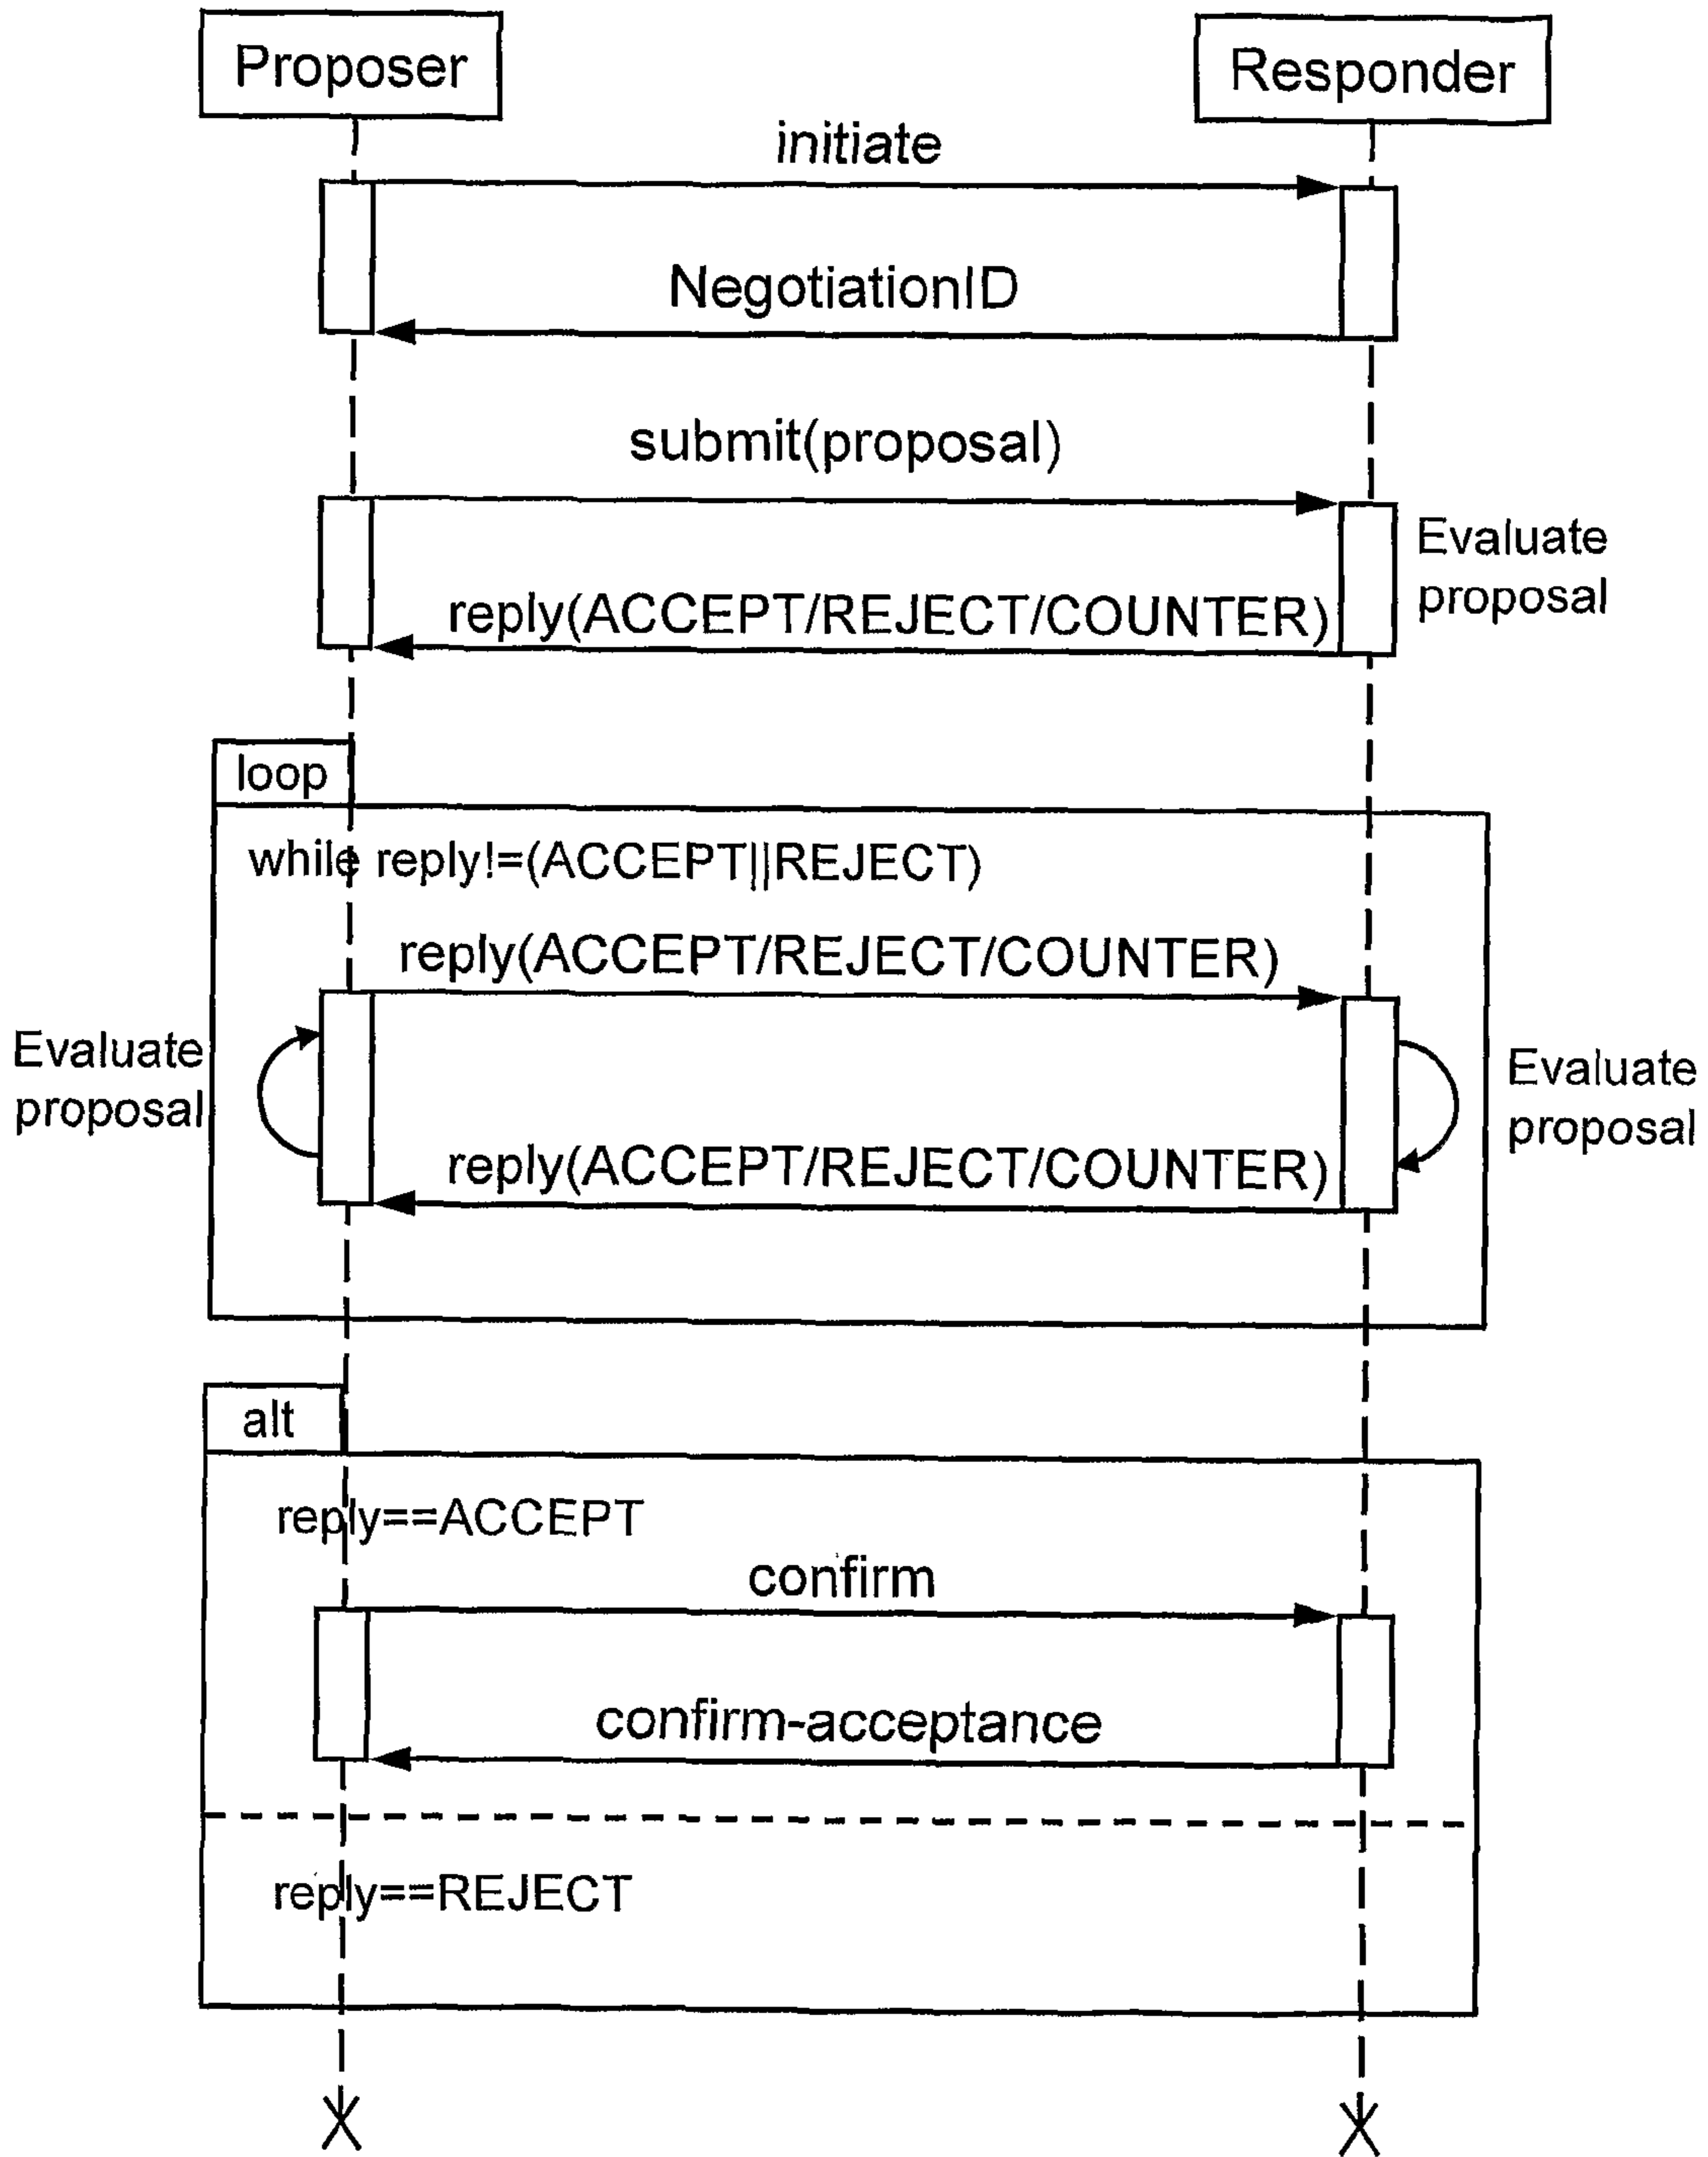 Proposer
Responder
initiate
NegotiationID
submit(proposal)
Evaluate
proposal
reply(ACCEPT/REJECT/COUNTER)
loop
while reply!=(ACCEPT||REJECT)
reply(ACCEPT/REJECT/COUNTER)
Evaluate
proposal
Evaluate
proposal
reply(ACCEPT/REJECT/COUNTER)
alt
reply==ACCEPT
confirm
confirm-acceptance
reply==REJECT